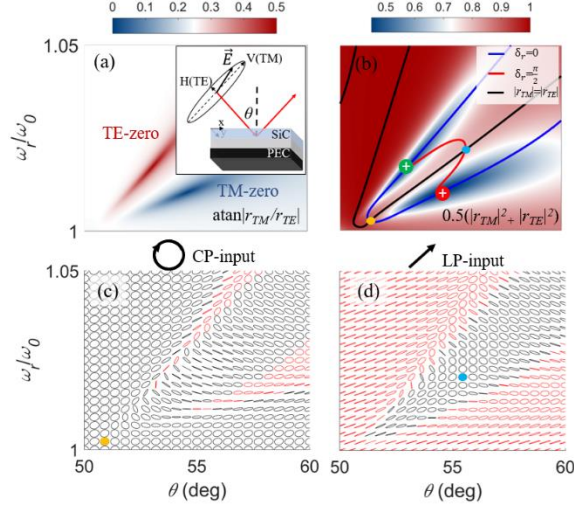 0 0.1 0.2 0.3 0.4 0.5
0.5 0.6 0.7 0.8 0.9 1
1.05
ω_r/ω_0
1
(a)
TE-zero
TM-zero
atan|r_TM/r_TE|
E⃗
V(TM)
H(TE)
θ
x
SiC
PEC
(b)
δ_r=0
δ_r=π/2
|r_TM|=|r_TE|
+
+
0.5(|r_TM|²+|r_TE|²)
CP-input
LP-input
1.05
ω_r/ω_0
1
(c)
(d)
50 55 60
50 55 60
θ (deg)
θ (deg)